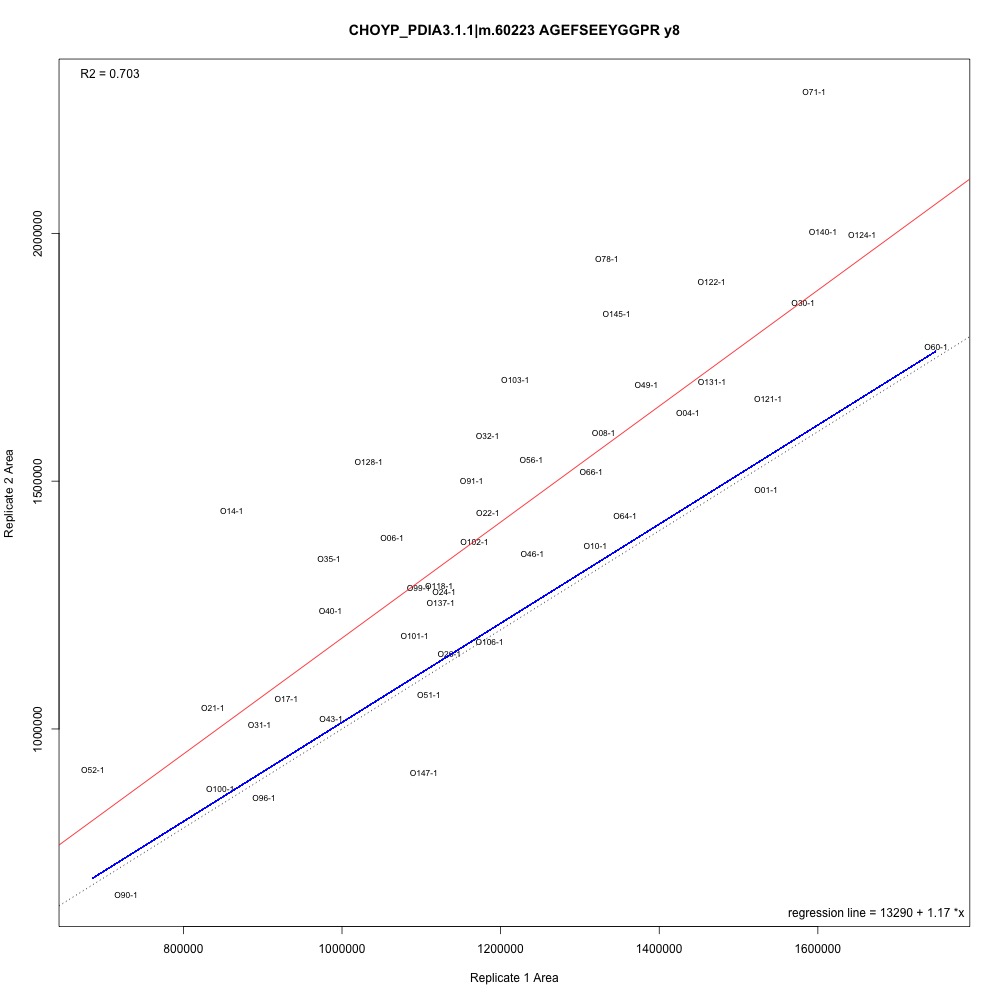 CHOYP_PDIA3.1.1|m.60223 AGEFSEEYGGPR y8
R2 = 0.703
O71-1
O140-1
O124-1
O78-1
O122-1
O30-1
O145-1
O60-1
O103-1
O49-1
O131-1
O121-1
O04-1
O32-1
O08-1
O128-1
O56-1
O66-1
O91-1
O01-1
O14-1
O22-1
O64-1
O06-1
O102-1
O10-1
O46-1
O35-1
O99-1
O118-1
O24-1
O137-1
O40-1
O101-1
O106-1
O51-1
O17-1
O21-1
O43-1
O31-1
O52-1
O147-1
O100-1
O96-1
O90-1
regression line = 13290 + 1.17 *x
2000000
1500000
1000000
Replicate 2 Area
800000
1000000
1200000
1400000
1600000
Replicate 1 Area